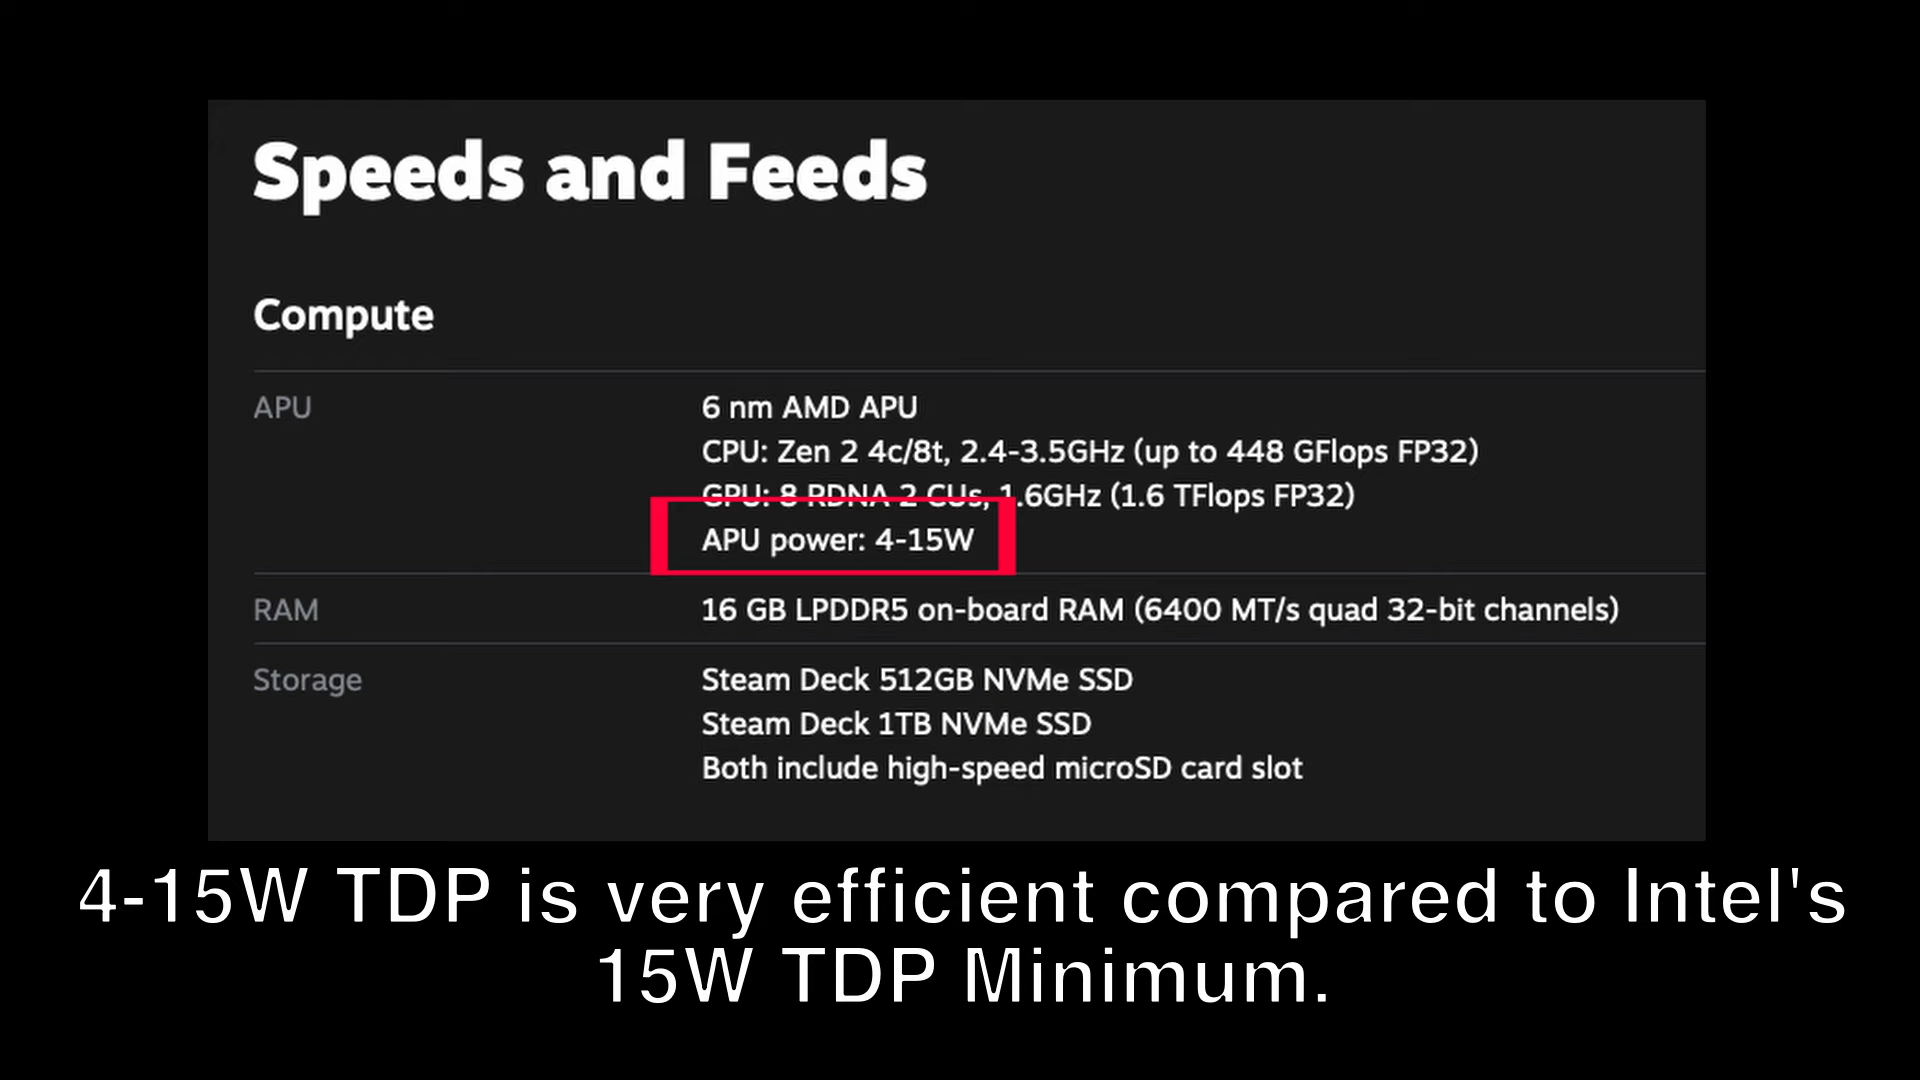 Speeds and Feeds
Compute
APU
6 nm AMD APU
CPU: Zen 2 4c/8t, 2.4-3.5GHz (up to 448 GFlops FP32)
GPU: 8 RDNA 2 CUs, 1.6GHz (1.6 TFlops FP32)
APU power: 4-15W
RAM
16 GB LPDDR5 on-board RAM (6400 MT/s quad 32-bit channels)
Storage
Steam Deck 512GB NVMe SSD
Steam Deck 1TB NVMe SSD
Both include high-speed microSD card slot
4-15W TDP is very efficient compared to Intel's
15W TDP Minimum.